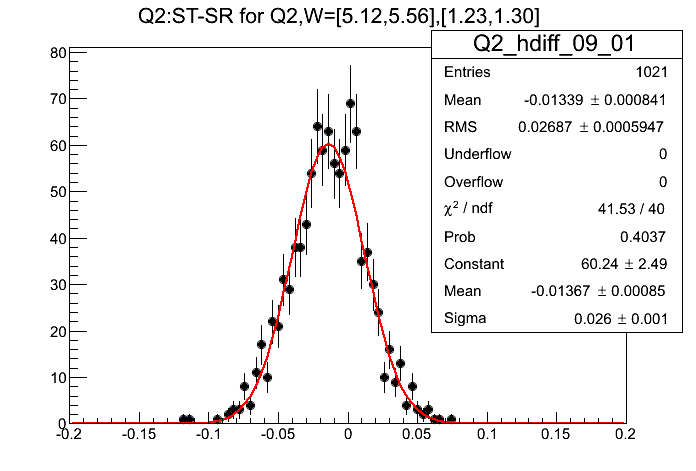 Q2:ST-SR for Q2,W=[5.12,5.56],[1.23,1.30]
Q2_hdiff_09_01
Entries 1021
Mean -0.01339 ± 0.000841
RMS 0.02687 ± 0.0005947
Underflow 0
Overflow 0
χ² / ndf 41.53 / 40
Prob 0.4037
Constant 60.24 ± 2.49
Mean -0.01367 ± 0.00085
Sigma 0.026 ± 0.001
80
70
60
50
40
30
20
10
0
-0.2 -0.15 -0.1 -0.05 0 0.05 0.1 0.15 0.2